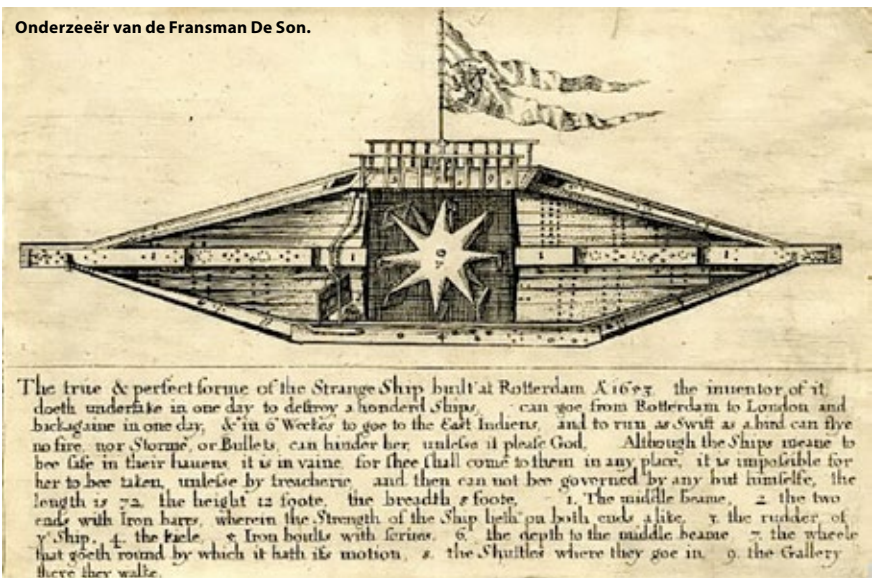 Onderzeeër van de Fransman De Son.
The true & perfect forme of the Strange Ship built at Rotterdam Aº 1653. the inventor of it
doeth undertake in one day to destroy a honderd Ships, can goe from Rotterdam to London and
backagaine in one day, & in 6 Weekes to goe to the East Indiens, and to run as Swift as a bird can flye
no fire, nor Storme, or Bullets, can hinder her, unlesse it please God, Although the Ships meane to
bee safe in their havens, it is in vaine, for shee shall come to them in any place, it is impossible for
her to bee taken, unlesse by treacherie, and then can not bee governed by any but himselfe, the
length is 72, the height 12 foote, the breadth 8 foote, 1. The middle beame, 2 the two
ends with Iron barrs, wherein the Strength of the Ship lieth on both ends alike, 3. the rudder of
yᵉ Ship, 4. the kiele, 5. Iron boults with scrues, 6. the depth to the middle beame 7. the wheele
that goeth round by which it hath its motion, 8. the Shuttles where they goe in, 9. the Gallery
there they walke.